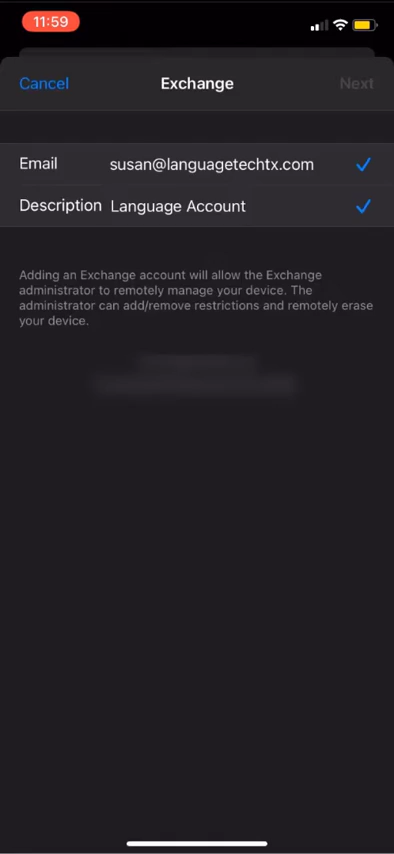 11:59
Cancel Exchange Next
Email susan@languagetechtx.com
Description Language Account
Adding an Exchange account will allow the Exchange
administrator to remotely manage your device. The
administrator can add/remove restrictions and remotely erase
your device.